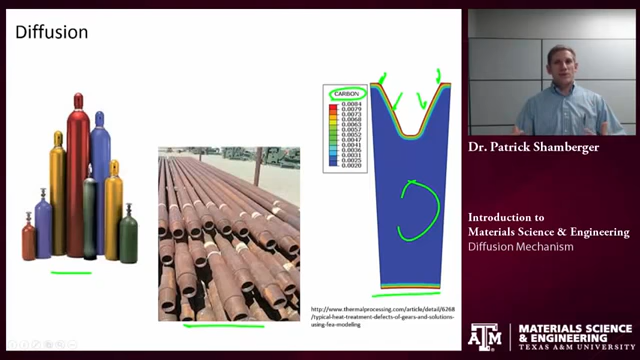 Diffusion
CARBON
0.0084
0.0079
0.0073
0.0068
0.0063
0.0057
0.0052
0.0047
0.0041
0.0036
0.0031
0.0025
0.0020
http://www.thermalprocessing.com/article/detail/6268
/typical-heat-treatment-defects-of-gears-and-solutions-
using-fea-modeling
Dr. Patrick Shamberger
Introduction to
Materials Science & Engineering
Diffusion Mechanism
ATM
MATERIALS SCIENCE
& ENGINEERING
TEXAS A&M UNIVERSITY